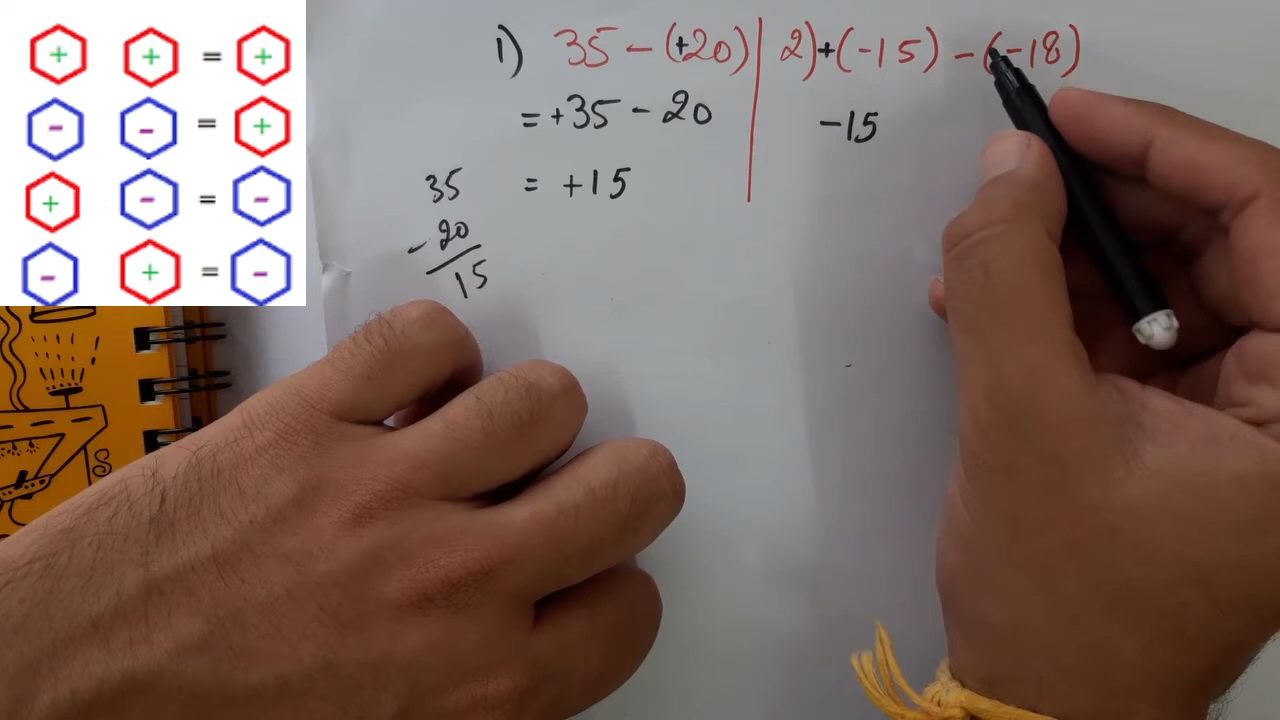 + + = +
- - = +
+ - = -
- + = -
1) 35 - (+20)
= +35 - 20
= +15
35
- 20
15
2) +(-15) - (-18)
-15